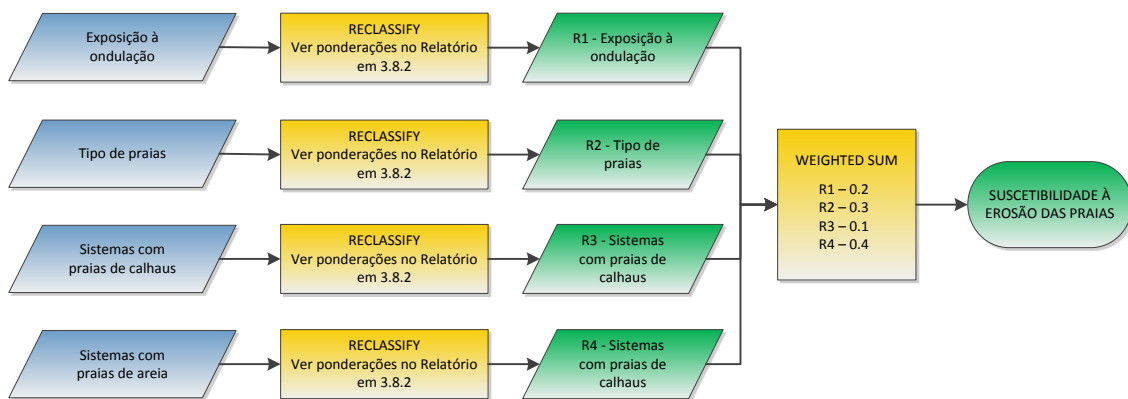 Exposição à
ondulação
RECLASSIFY
Ver ponderações no Relatório
em 3.8.2
R1 - Exposição à
ondulação
Tipo de praias
RECLASSIFY
Ver ponderações no Relatório
em 3.8.2
R2 - Tipo de
praias
Sistemas com
praias de calhaus
RECLASSIFY
Ver ponderações no Relatório
em 3.8.2
R3 - Sistemas
com praias de
calhaus
Sistemas com
praias de areia
RECLASSIFY
Ver ponderações no Relatório
em 3.8.2
R4 - Sistemas
com praias de
calhaus
WEIGHTED SUM
R1 – 0.2
R2 – 0.3
R3 – 0.1
R4 – 0.4
SUSCETIBILIDADE À
EROSÃO DAS PRAIAS